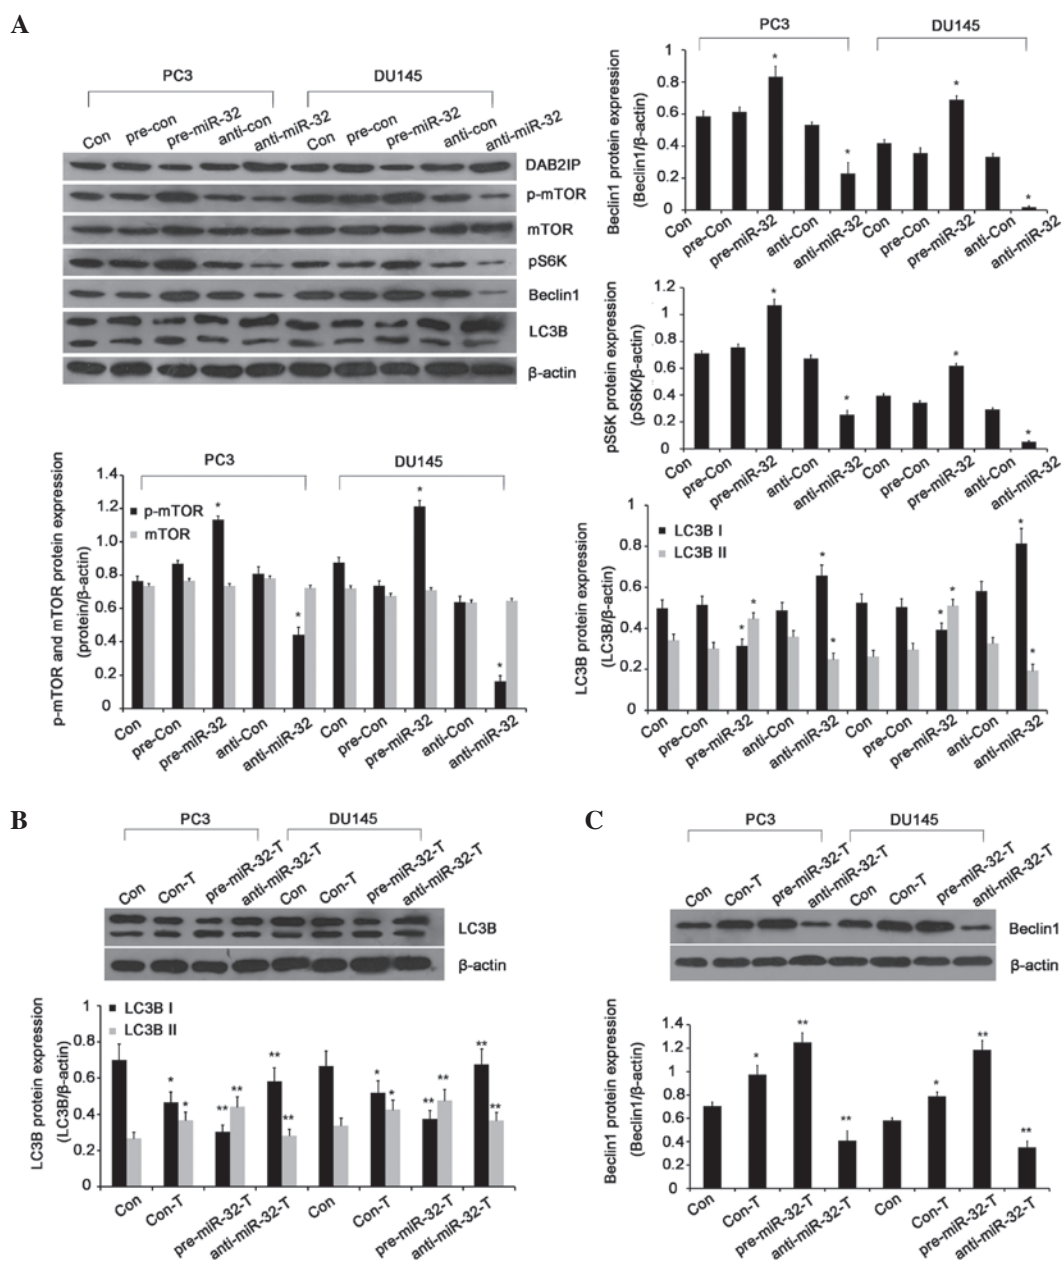 A
PC3
DU145
Con
pre-con
pre-miR-32
anti-con
anti-miR-32
Con
pre-con
pre-miR-32
anti-con
anti-miR-32
DAB2IP
p-mTOR
mTOR
pS6K
Beclin1
LC3B
β-actin
PC3
DU145
Beclin1 protein expression
(Beclin1/β-actin)
1
0.8
0.6
0.4
0.2
0
*
*
*
*
Con
pre-Con
pre-miR-32
anti-Con
anti-miR-32
Con
pre-Con
pre-miR-32
anti-Con
anti-miR-32
pS6K protein expression
(pS6K/β-actin)
1.2
1
0.8
0.6
0.4
0.2
0
*
*
*
*
Con
pre-Con
pre-miR-32
anti-Con
anti-miR-32
Con
pre-Con
pre-miR-32
anti-Con
anti-miR-32
PC3
DU145
p-mTOR and mTOR protein expression
(protein/β-actin)
1.4
1.2
1.0
0.8
0.6
0.4
0.2
0
p-mTOR
mTOR
*
*
*
*
Con
pre-Con
pre-miR-32
anti-Con
anti-miR-32
Con
pre-Con
pre-miR-32
anti-Con
anti-miR-32
LC3B protein expression
(LC3B/β-actin)
1
0.8
0.6
0.4
0.2
0
LC3B I
LC3B II
*
*
*
*
*
*
*
*
Con
pre-Con
pre-miR-32
anti-Con
anti-miR-32
Con
pre-Con
pre-miR-32
anti-Con
anti-miR-32
B
PC3
DU145
Con
Con-T
pre-miR-32-T
anti-miR-32-T
Con
Con-T
pre-miR-32-T
anti-miR-32-T
LC3B
β-actin
LC3B protein expression
(LC3B/β-actin)
1
0.8
0.6
0.4
0.2
0
LC3B I
LC3B II
*
*
**
**
**
**
*
*
**
**
**
**
Con
Con-T
pre-miR-32-T
anti-miR-32-T
Con
Con-T
pre-miR-32-T
anti-miR-32-T
C
PC3
DU145
Con
Con-T
pre-miR-32-T
anti-miR-32-T
Con
Con-T
pre-miR-32-T
anti-miR-32-T
Beclin1
β-actin
Beclin1 protein expression
(Beclin1/β-actin)
1.4
1.2
1
0.8
0.6
0.4
0.2
0
*
**
**
*
**
**
Con
Con-T
pre-miR-32-T
anti-miR-32-T
Con
Con-T
pre-miR-32-T
anti-miR-32-T